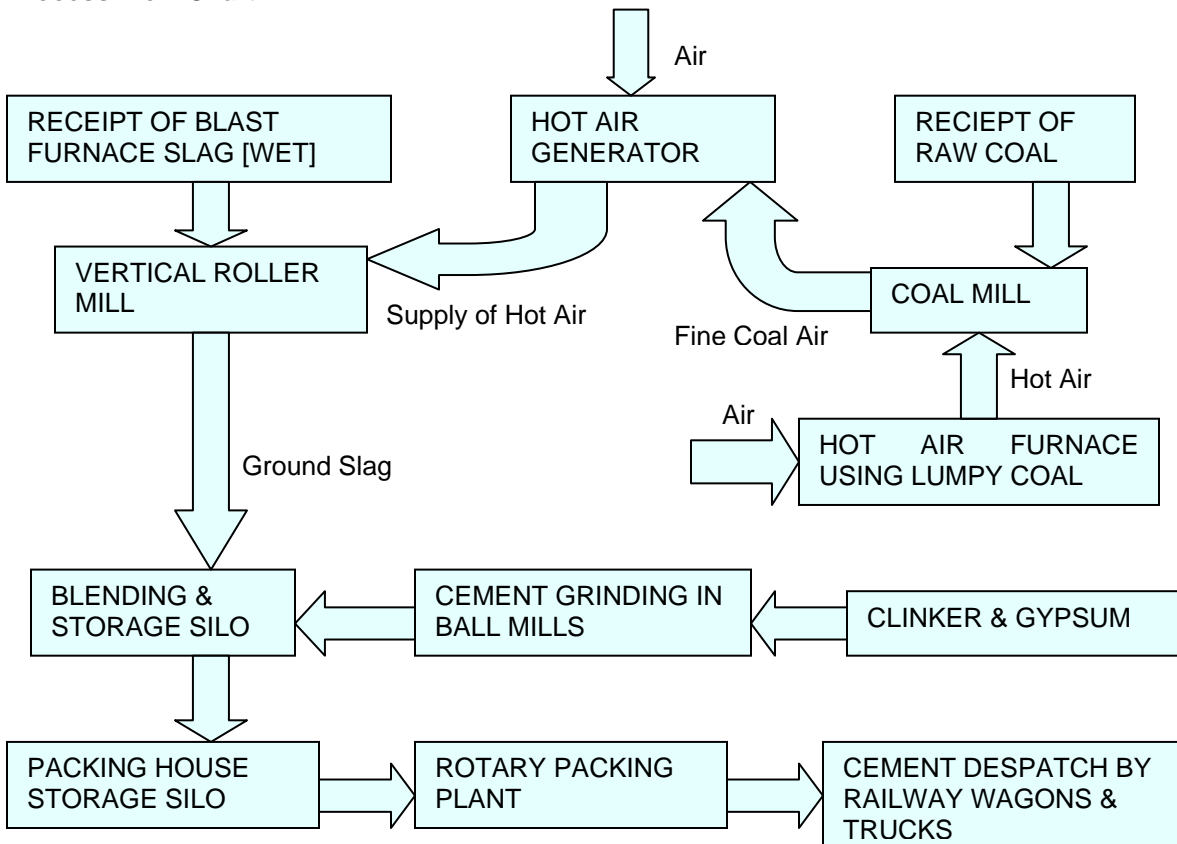 Air
RECEIPT OF BLAST
FURNACE SLAG [WET]
HOT AIR
GENERATOR
RECIEPT OF
RAW COAL
VERTICAL ROLLER
MILL
COAL MILL
Supply of Hot Air
Fine Coal Air
Hot Air
Air
HOT AIR FURNACE
USING LUMPY COAL
Ground Slag
BLENDING &
STORAGE SILO
CEMENT GRINDING IN
BALL MILLS
CLINKER & GYPSUM
PACKING HOUSE
STORAGE SILO
ROTARY PACKING
PLANT
CEMENT DESPATCH BY
RAILWAY WAGONS &
TRUCKS